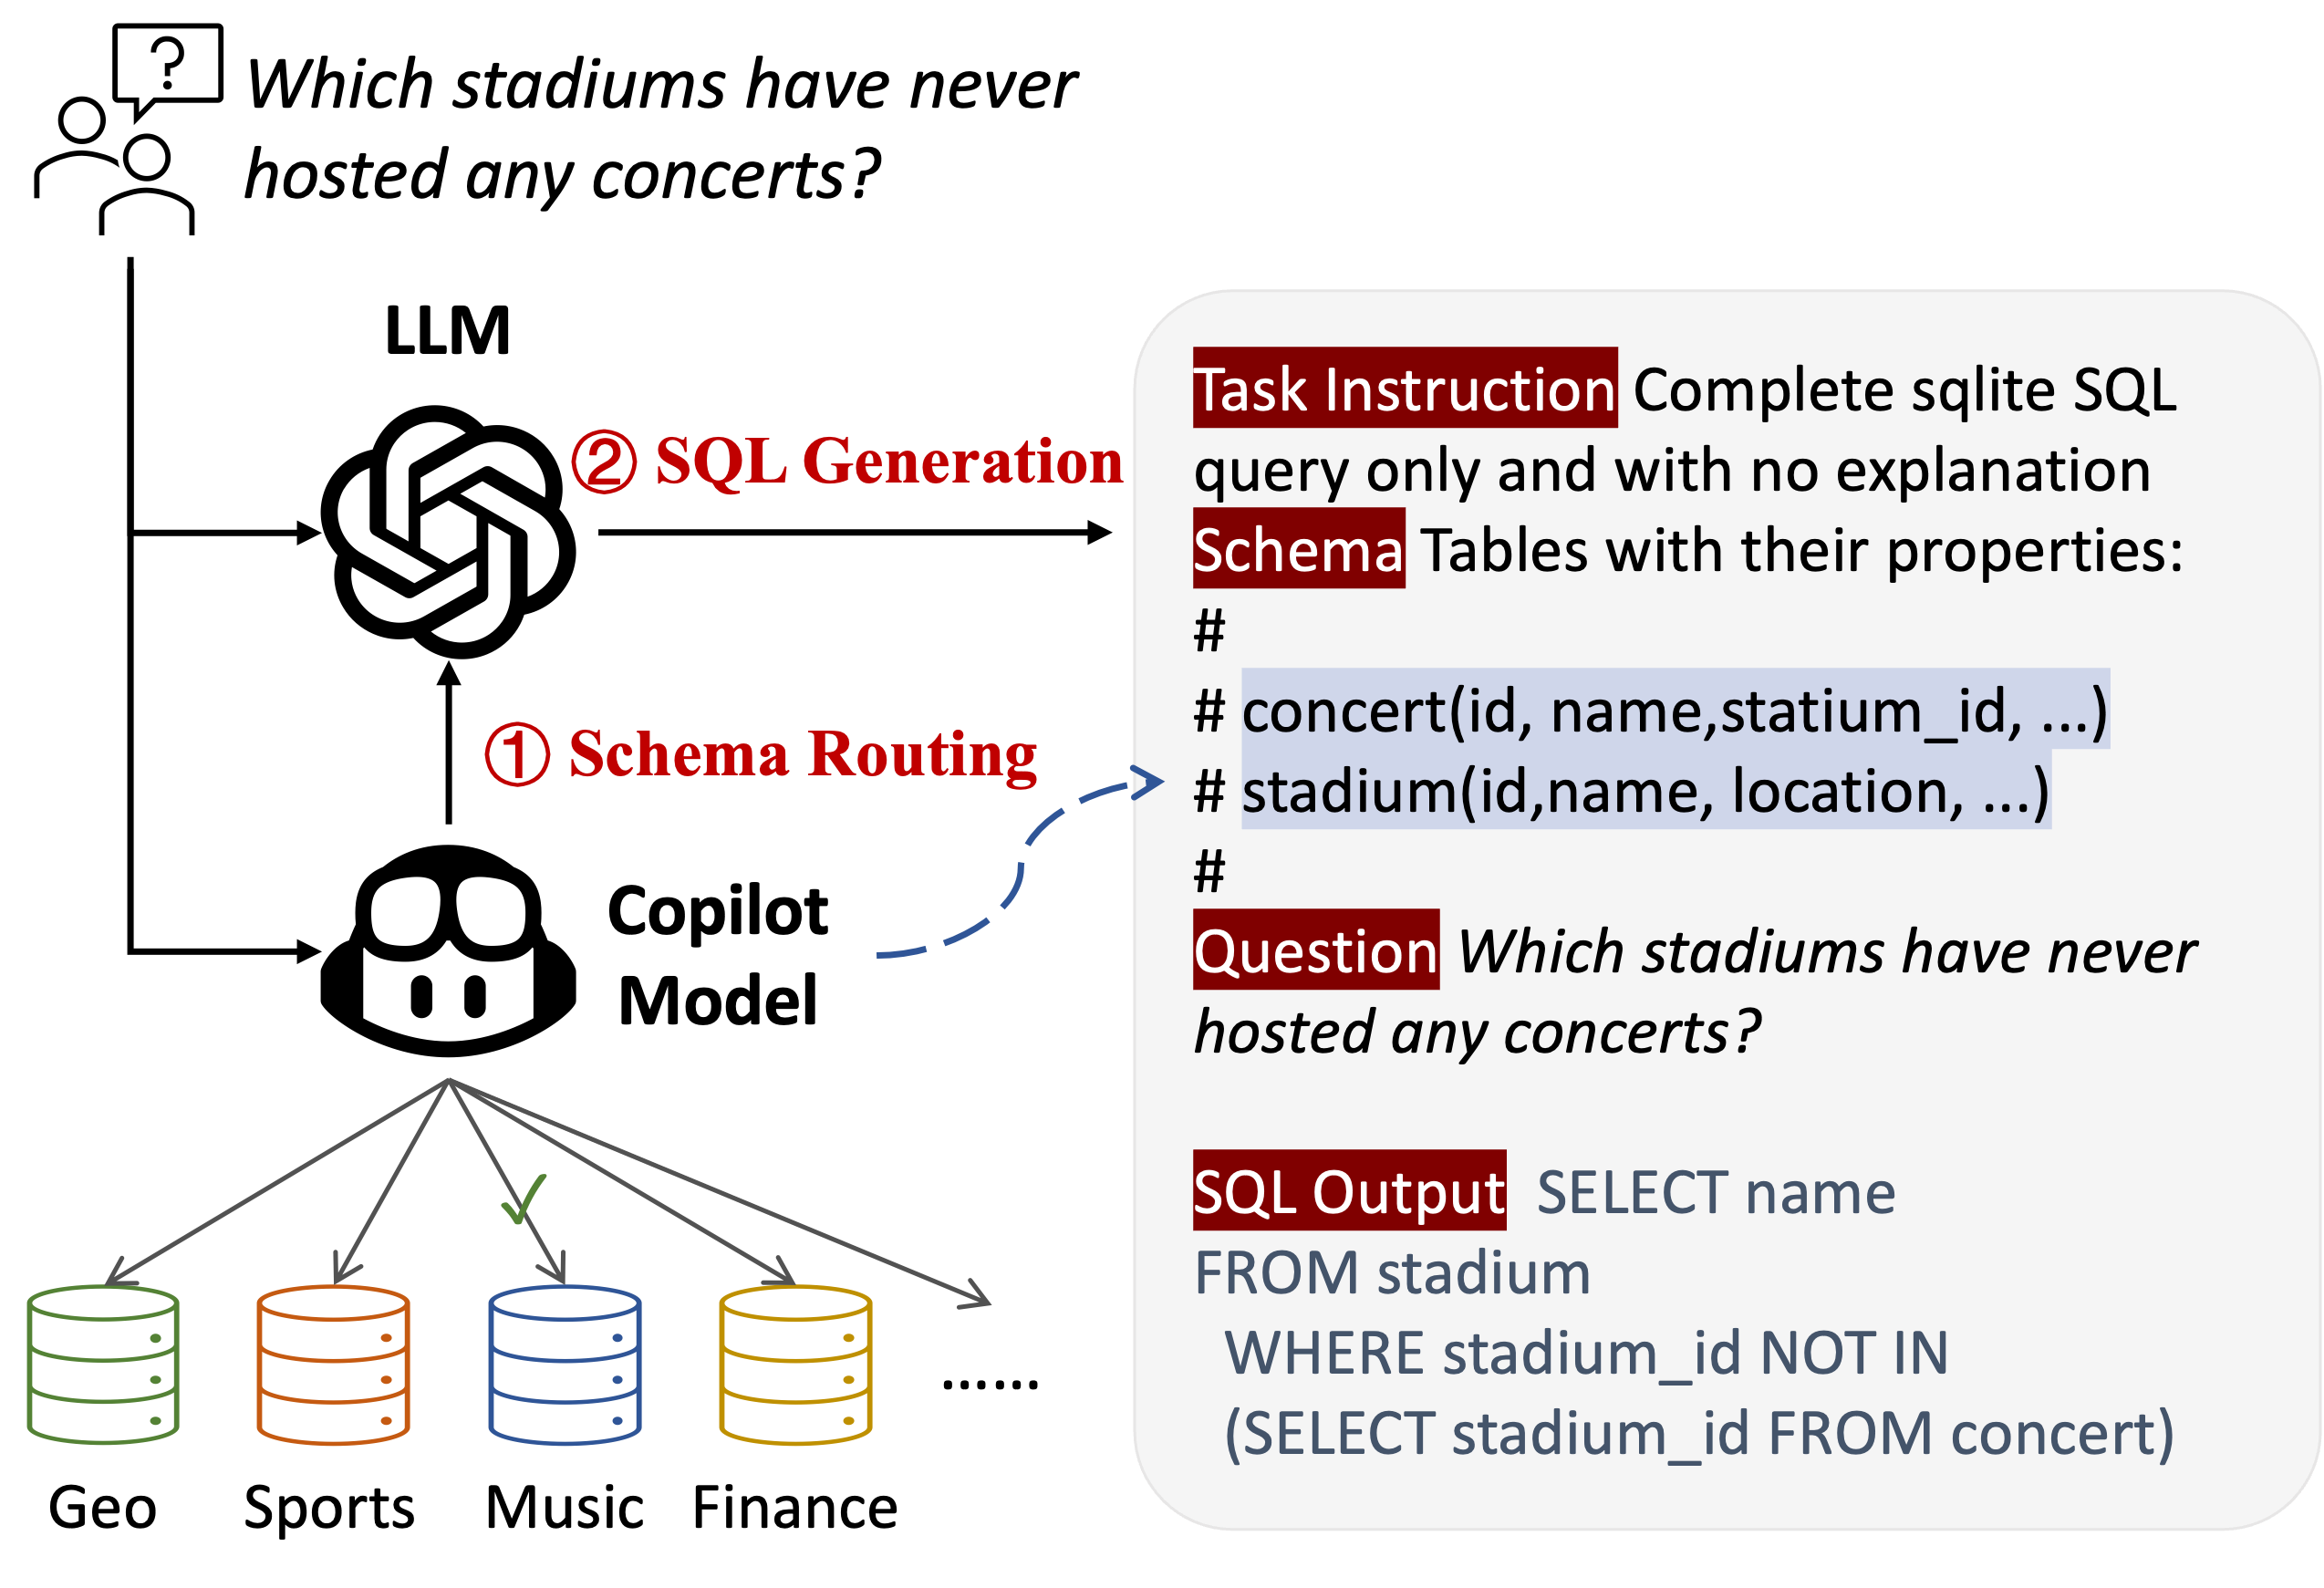 Which stadiums have never
hosted any concerts?
LLM
② SQL Generation
① Schema Routing
Copilot
Model
Geo
Sports
Music
Finance
......
Task Instruction Complete sqlite SQL
query only and with no explanation
Schema Tables with their properties:
#
# concert(id, name,statium_id, ...)
# stadium(id,name, location, ...)
#
Question Which stadiums have never
hosted any concerts?
SQL Output SELECT name
FROM stadium
WHERE stadium_id NOT IN
(SELECT stadium_id FROM concert)